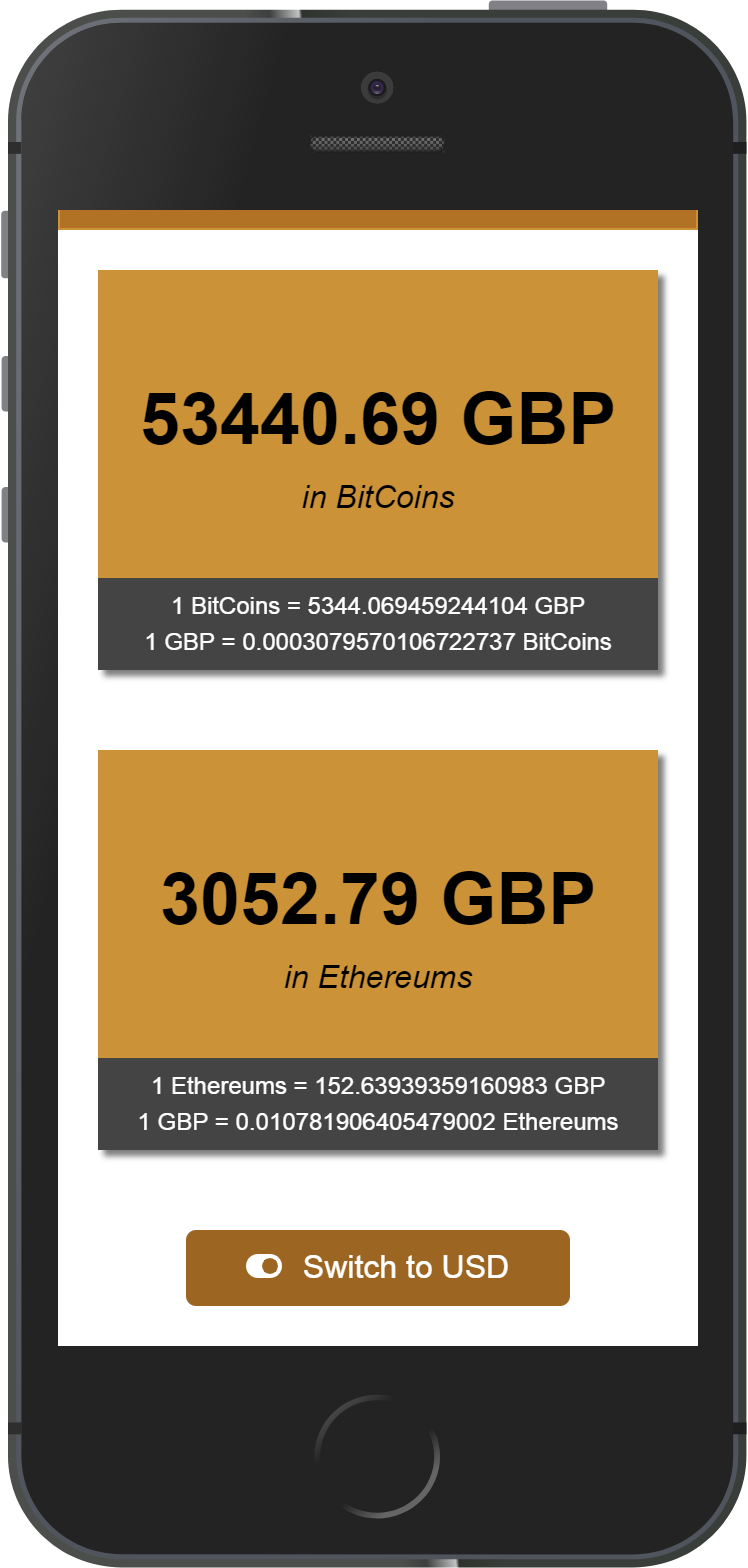 53440.69 GBP
in BitCoins
1 BitCoins = 5344.069459244104 GBP
1 GBP = 0.0003079570106722737 BitCoins
3052.79 GBP
in Ethereums
1 Ethereums = 152.63939359160983 GBP
1 GBP = 0.010781906405479002 Ethereums
Switch to USD